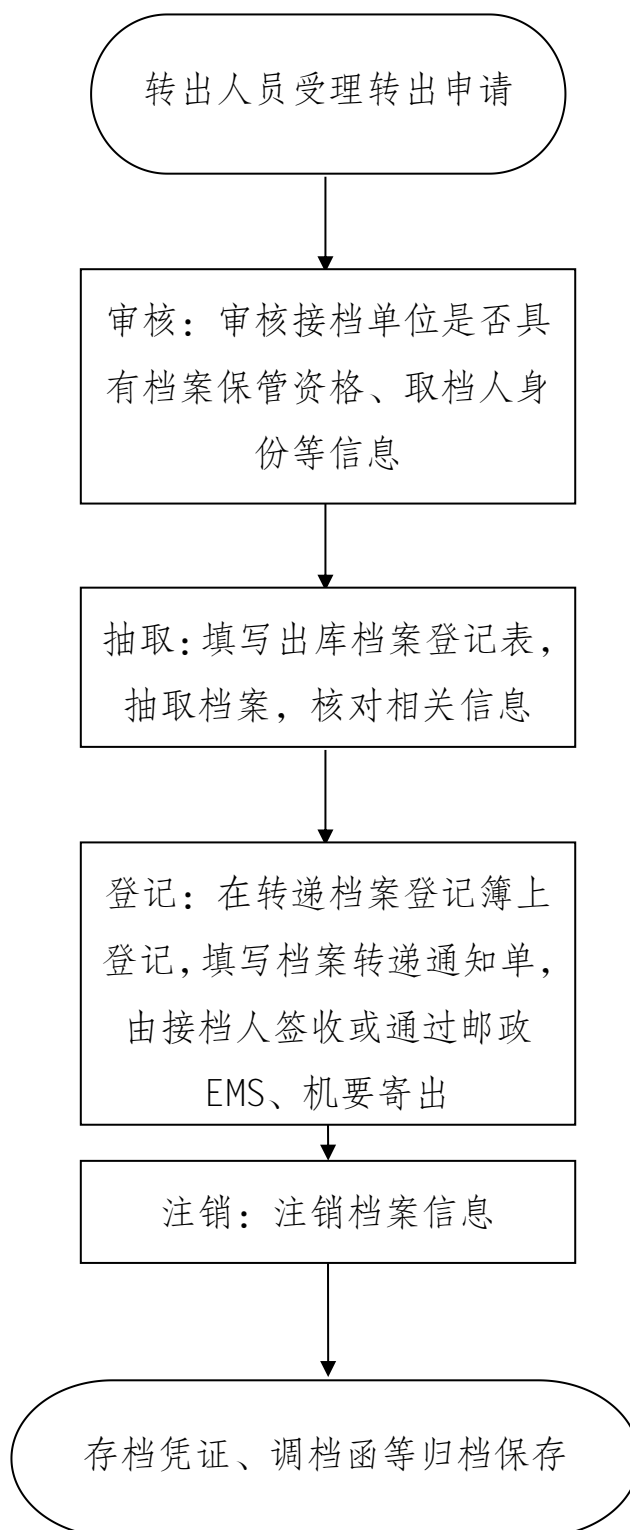 转出人员受理转出申请
审核：审核接档单位是否具
有档案保管资格、取档人身
份等信息
抽取：填写出库档案登记表，
抽取档案，核对相关信息
登记：在转递档案登记簿上
登记，填写档案转递通知单，
由接档人签收或通过邮政
EMS、机要寄出
注销：注销档案信息
存档凭证、调档函等归档保存